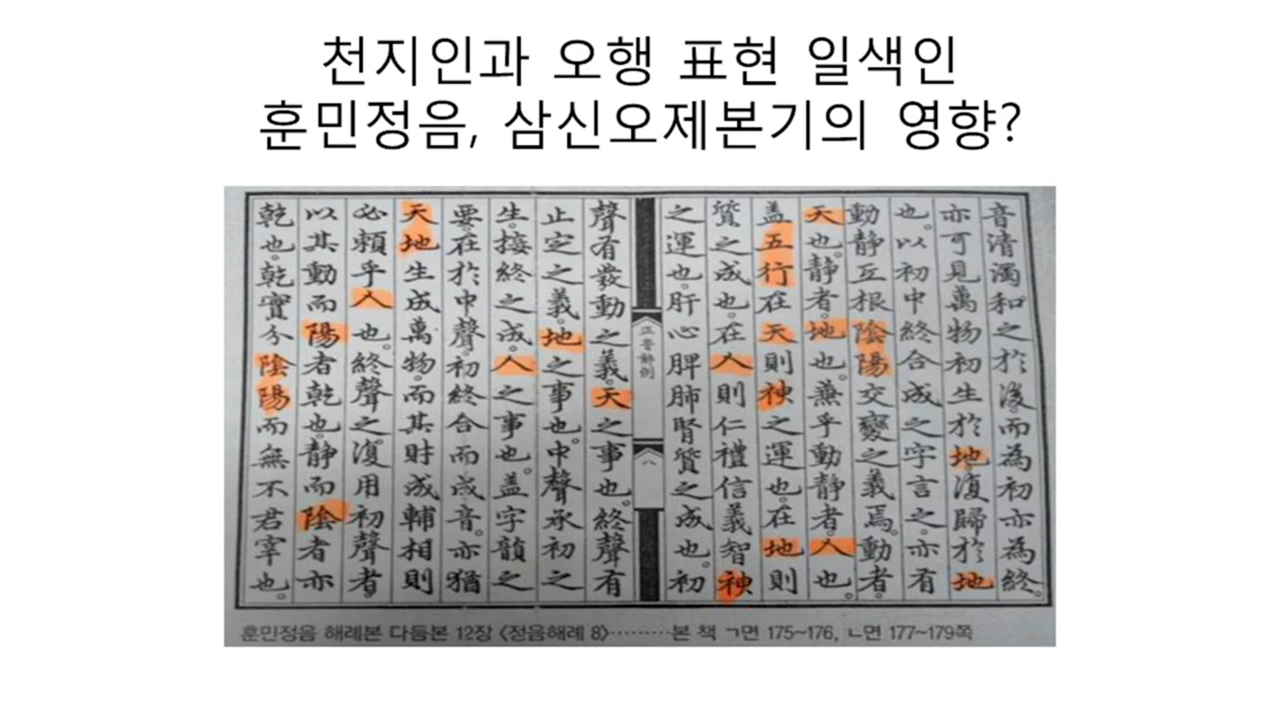 천지인과 오행 표현 일색인
훈민정음, 삼신오제본기의 영향?
音清濁和之於後。而為初亦為終。
亦可見萬物初生於地。復歸於地
也。以初中終合成之字言之。亦有
動靜互根陰陽交變之義焉。動者。
天也。靜者。地也。兼乎動靜者。人也。
盖五行在天則神之運也。在地則
質之成也。在人則仁禮信義智神
之運也。肝心脾肺腎質之成也。初
正音解例
八
聲有發動之義。天之事也。終聲有
止定之義。地之事也。中聲承初之
生。接終之成。人之事也。盖字韻之
要。在於中聲。初終合而成音。亦猶
天地生成萬物。而其財成輔相則
必頼乎人也。終聲之復用初聲者。
以其動而陽者乾也。靜而陰者亦
乾也。乾實分陰陽而無不君宰也。
훈민정음 해례본 다듬본 12장 〈정음해례 8〉·········본 책 ㄱ면 175~176, ㄴ면 177~179쪽